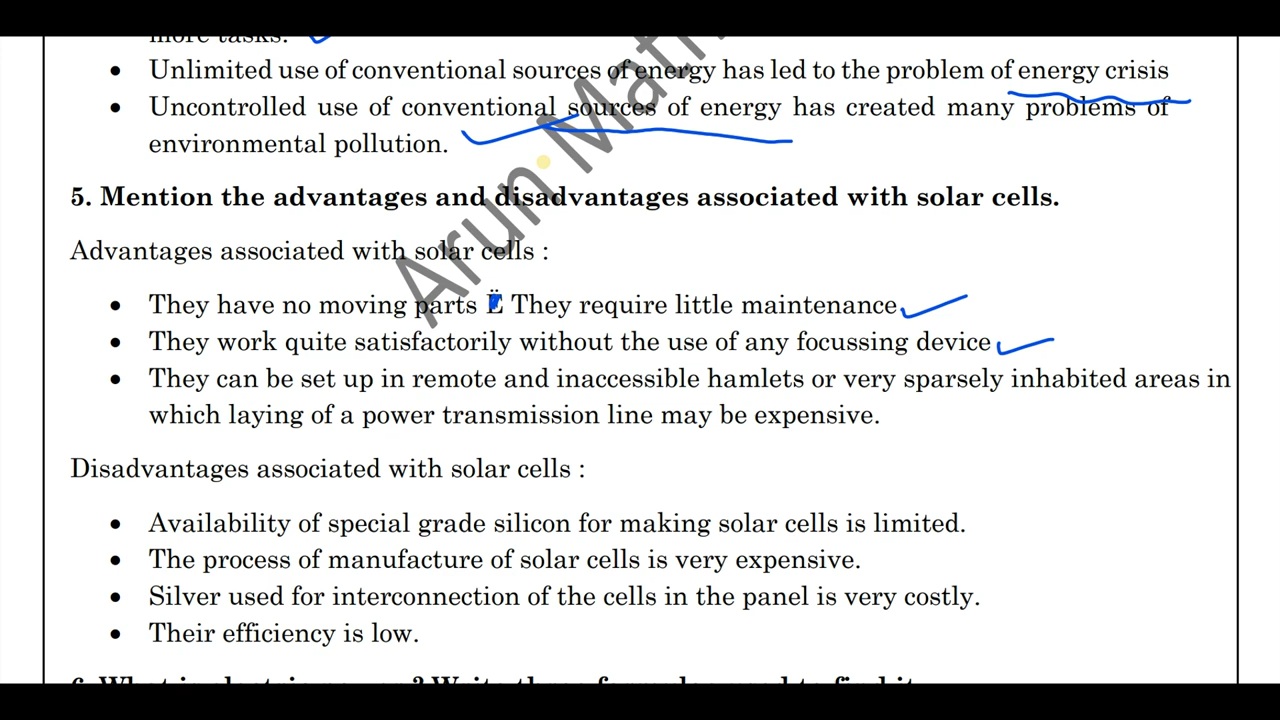 more tasks.
• Unlimited use of conventional sources of energy has led to the problem of energy crisis
• Uncontrolled use of conventional sources of energy has created many problems of
environmental pollution.
5. Mention the advantages and disadvantages associated with solar cells.
Advantages associated with solar cells :
• They have no moving parts Ë They require little maintenance
• They work quite satisfactorily without the use of any focussing device
• They can be set up in remote and inaccessible hamlets or very sparsely inhabited areas in
which laying of a power transmission line may be expensive.
Disadvantages associated with solar cells :
• Availability of special grade silicon for making solar cells is limited.
• The process of manufacture of solar cells is very expensive.
• Silver used for interconnection of the cells in the panel is very costly.
• Their efficiency is low.
Arun Math